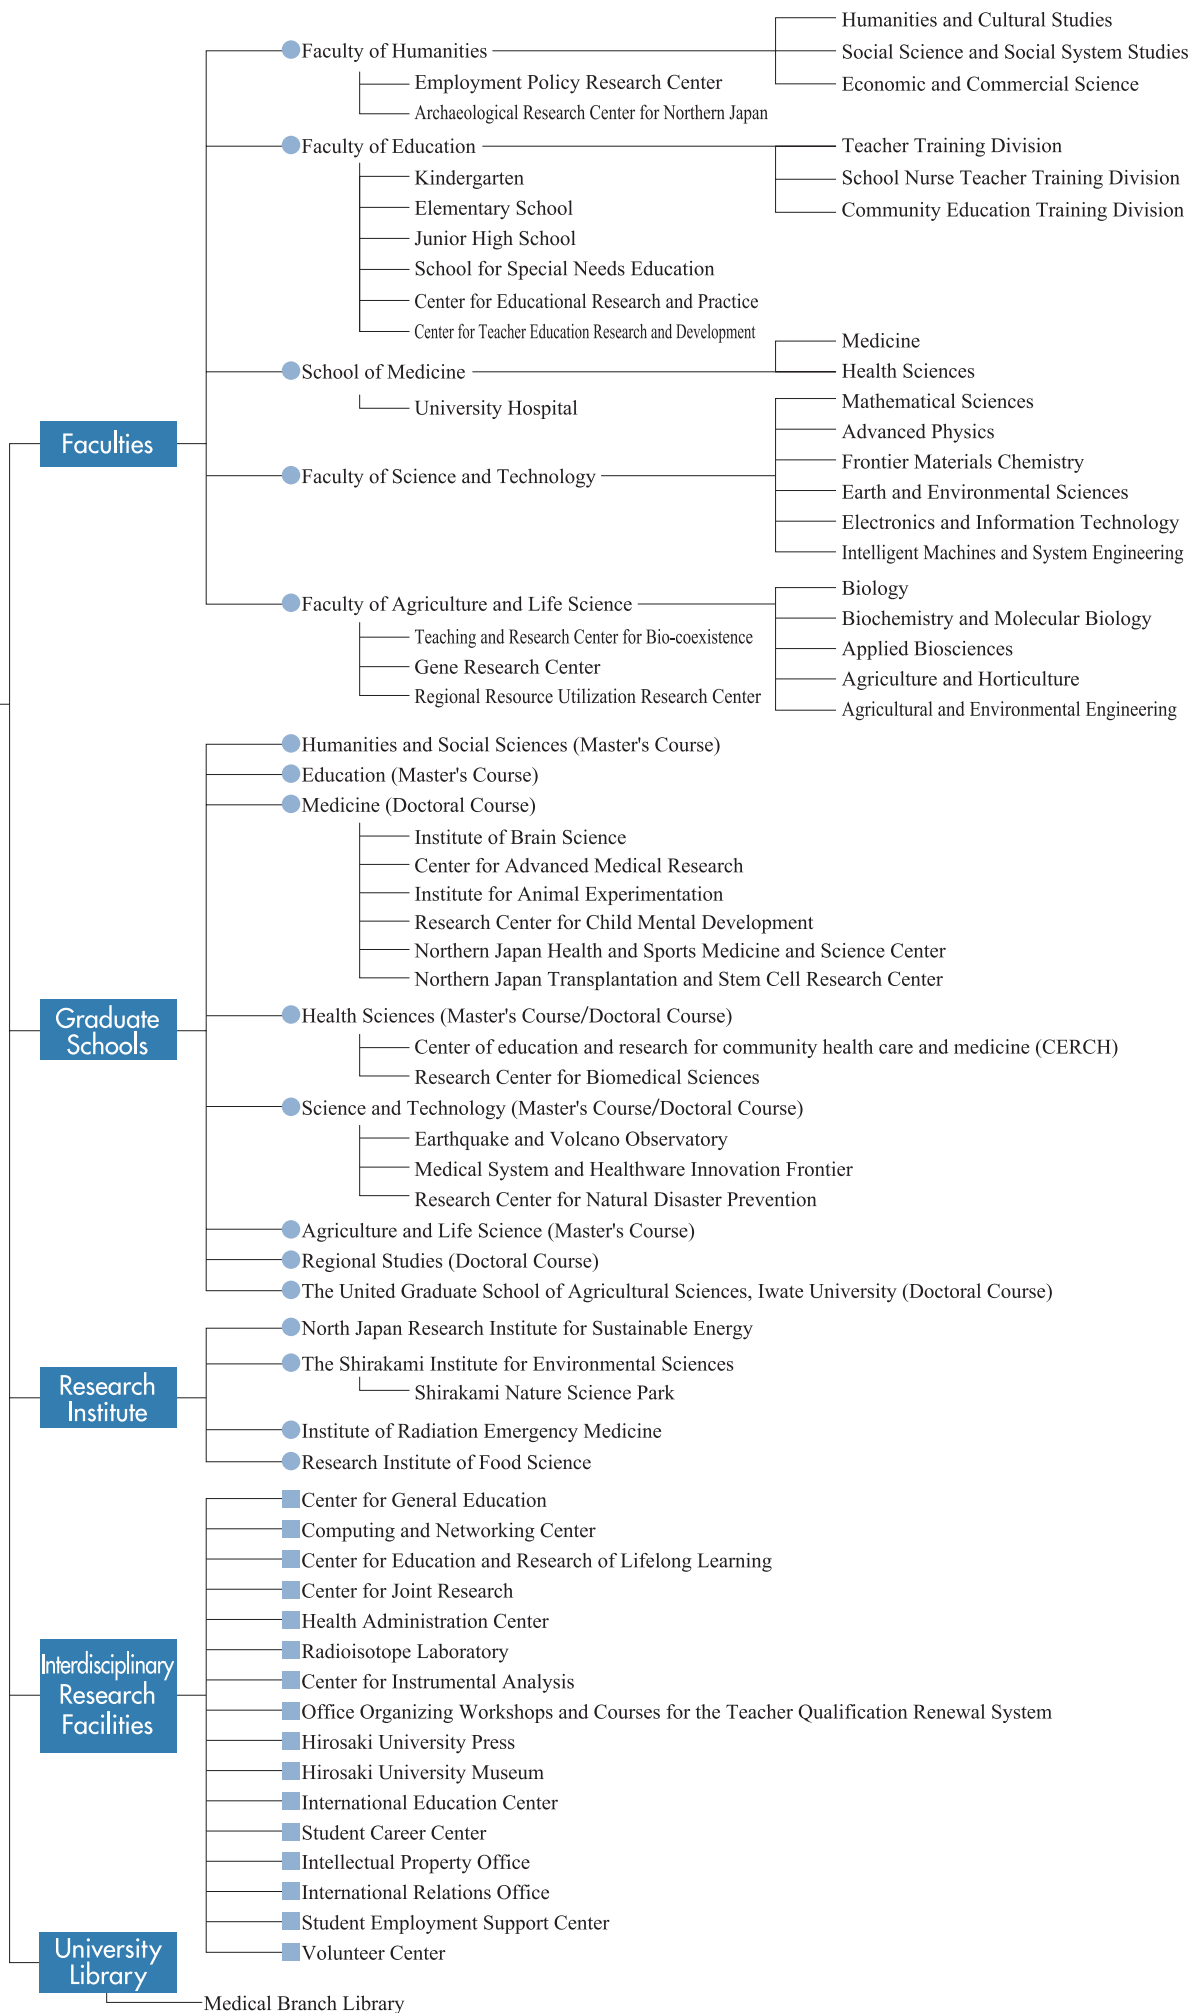 Faculties
Faculty of Humanities
Employment Policy Research Center
Archaeological Research Center for Northern Japan
Humanities and Cultural Studies
Social Science and Social System Studies
Economic and Commercial Science
Faculty of Education
Kindergarten
Elementary School
Junior High School
School for Special Needs Education
Center for Educational Research and Practice
Center for Teacher Education Research and Development
Teacher Training Division
School Nurse Teacher Training Division
Community Education Training Division
School of Medicine
University Hospital
Medicine
Health Sciences
Faculty of Science and Technology
Mathematical Sciences
Advanced Physics
Frontier Materials Chemistry
Earth and Environmental Sciences
Electronics and Information Technology
Intelligent Machines and System Engineering
Faculty of Agriculture and Life Science
Teaching and Research Center for Bio-coexistence
Gene Research Center
Regional Resource Utilization Research Center
Biology
Biochemistry and Molecular Biology
Applied Biosciences
Agriculture and Horticulture
Agricultural and Environmental Engineering
Graduate
Schools
Humanities and Social Sciences (Master's Course)
Education (Master's Course)
Medicine (Doctoral Course)
Institute of Brain Science
Center for Advanced Medical Research
Institute for Animal Experimentation
Research Center for Child Mental Development
Northern Japan Health and Sports Medicine and Science Center
Northern Japan Transplantation and Stem Cell Research Center
Health Sciences (Master's Course/Doctoral Course)
Center of education and research for community health care and medicine (CERCH)
Research Center for Biomedical Sciences
Science and Technology (Master's Course/Doctoral Course)
Earthquake and Volcano Observatory
Medical System and Healthware Innovation Frontier
Research Center for Natural Disaster Prevention
Agriculture and Life Science (Master's Course)
Regional Studies (Doctoral Course)
The United Graduate School of Agricultural Sciences, Iwate University (Doctoral Course)
Research
Institute
North Japan Research Institute for Sustainable Energy
The Shirakami Institute for Environmental Sciences
Shirakami Nature Science Park
Institute of Radiation Emergency Medicine
Research Institute of Food Science
Interdisciplinary
Research
Facilities
Center for General Education
Computing and Networking Center
Center for Education and Research of Lifelong Learning
Center for Joint Research
Health Administration Center
Radioisotope Laboratory
Center for Instrumental Analysis
Office Organizing Workshops and Courses for the Teacher Qualification Renewal System
Hirosaki University Press
Hirosaki University Museum
International Education Center
Student Career Center
Intellectual Property Office
International Relations Office
Student Employment Support Center
Volunteer Center
University
Library
Medical Branch Library